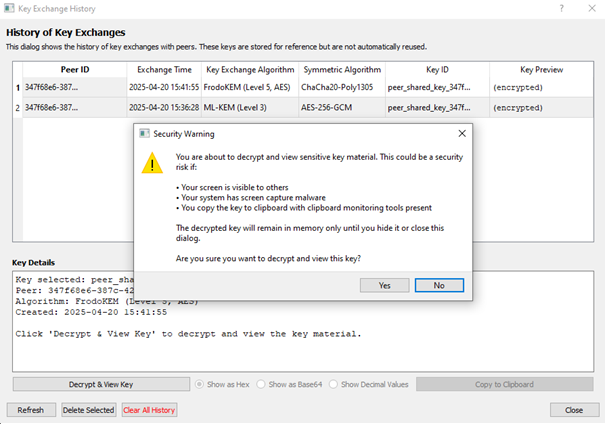 Key Exchange History
History of Key Exchanges
This dialog shows the history of key exchanges with peers. These keys are stored for reference but are not automatically reused.
Peer ID Exchange Time Key Exchange Algorithm Symmetric Algorithm Key ID Key Preview
1 347f68e6-387... 2025-04-20 15:41:55 FrodoKEM (Level 5, AES) ChaCha20-Poly1305 peer_shared_key_347f... (encrypted)
2 347f68e6-387... 2025-04-20 15:36:28 ML-KEM (Level 3) AES-256-GCM peer_shared_key_347f... (encrypted)
Security Warning
You are about to decrypt and view sensitive key material. This could be a security
risk if:
• Your screen is visible to others
• Your system has screen capture malware
• You copy the key to clipboard with clipboard monitoring tools present
The decrypted key will remain in memory only until you hide it or close this
dialog.
Are you sure you want to decrypt and view this key?
Yes No
Key Details
Key selected: peer_sha
Peer: 347f68e6-387c-42
Algorithm: FrodoKEM (Level 5, AES)
Created: 2025-04-20 15:41:55
Click 'Decrypt & View Key' to decrypt and view the key material.
Decrypt & View Key Show as Hex Show as Base64 Show Decimal Values Copy to Clipboard
Refresh Delete Selected Clear All History Close